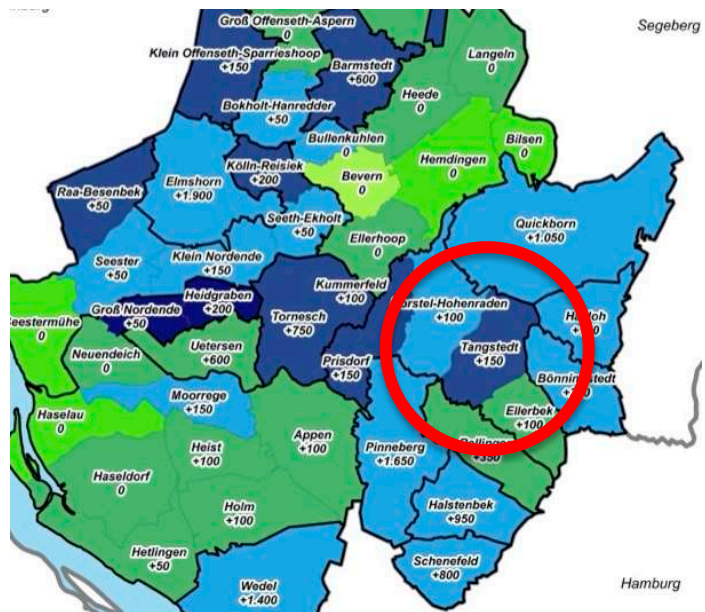 Groß Offenseth-Aspern
0
Segeberg
Klein Offenseth-Sparrieshoop
+150
Barmstedt
+600
Langeln
0
Heede
0
Bokholt-Hanredder
+50
Bullenkuhlen
0
Bilsen
0
Hemdingen
0
Kölln-Reisiek
+200
Bevern
0
Elmshorn
+1.900
Raa-Besenbek
+50
Seeth-Ekholt
+50
Quickborn
+1.050
Ellerhoop
0
Klein Nordende
+150
Seester
+50
Kummerfeld
+100
Heidgraben
+200
Groß Nordende
+50
Tornesch
+750
+100
Seestermühe
0
Tangstedt
+150
Uetersen
+600
Neuendeich
0
Prisdorf
+150
Moorrege
+150
Ellerbek
+100
Haselau
0
Appen
+100
Heist
+100
Pinneberg
+1.650
+350
Haseldorf
0
Holm
+100
Halstenbek
+950
Hetlingen
+50
Schenefeld
+800
Wedel
+1.400
Hamburg